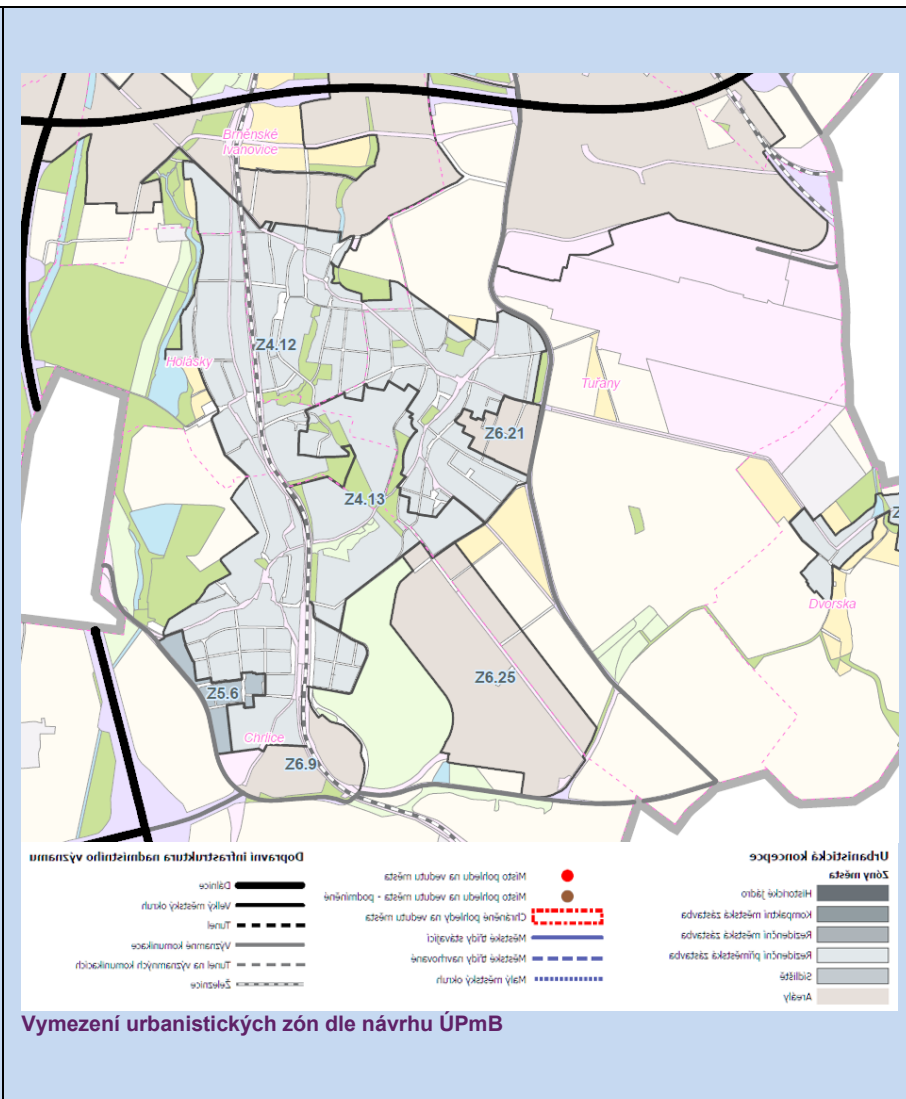 Brněnské
Ivanovice
Z4.12
Holásky
Tuřany
Z6.21
Z4.13
Z
Dvorska
Z6.25
Z5.6
Chrlice
Z6.9
Dopravní infrastruktura nadmístního významu
Dálnice
Velký městský okruh
Tunel
Významné komunikace
Tunel na významných komunikacích
Železnice
Místo pohledu na vedutu města
Místo pohledu na vedutu města - podmíněné
Chráněné pohledy na vedutu města
Městské třídy stávající
Městské třídy navrhované
Malý městský okruh
Urbanistická koncepce
Zóny města
Historické jádro
Kompaktní městská zástavba
Rezidenční městská zástavba
Rezidenční příměstská zástavba
Sídliště
Areály
Vymezení urbanistických zón dle návrhu ÚPmB